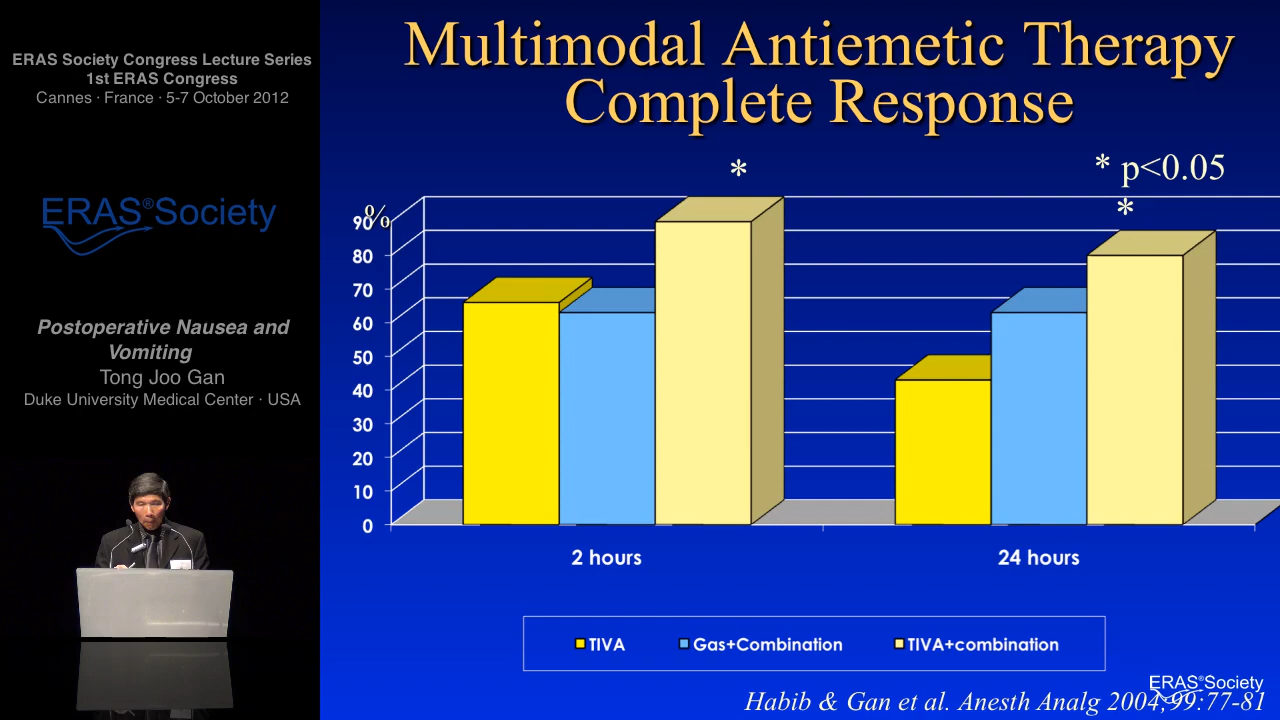 ERAS Society Congress Lecture Series
1st ERAS Congress
Cannes · France · 5-7 October 2012
ERAS®Society
Postoperative Nausea and
Vomiting
Tong Joo Gan
Duke University Medical Center · USA
Multimodal Antiemetic Therapy
Complete Response
*
* p<0.05
*
%
90
80
70
60
50
40
30
20
10
0
2 hours
24 hours
TIVA
Gas+Combination
TIVA+combination
ERAS®Society
Habib & Gan et al. Anesth Analg 2004;99:77-81